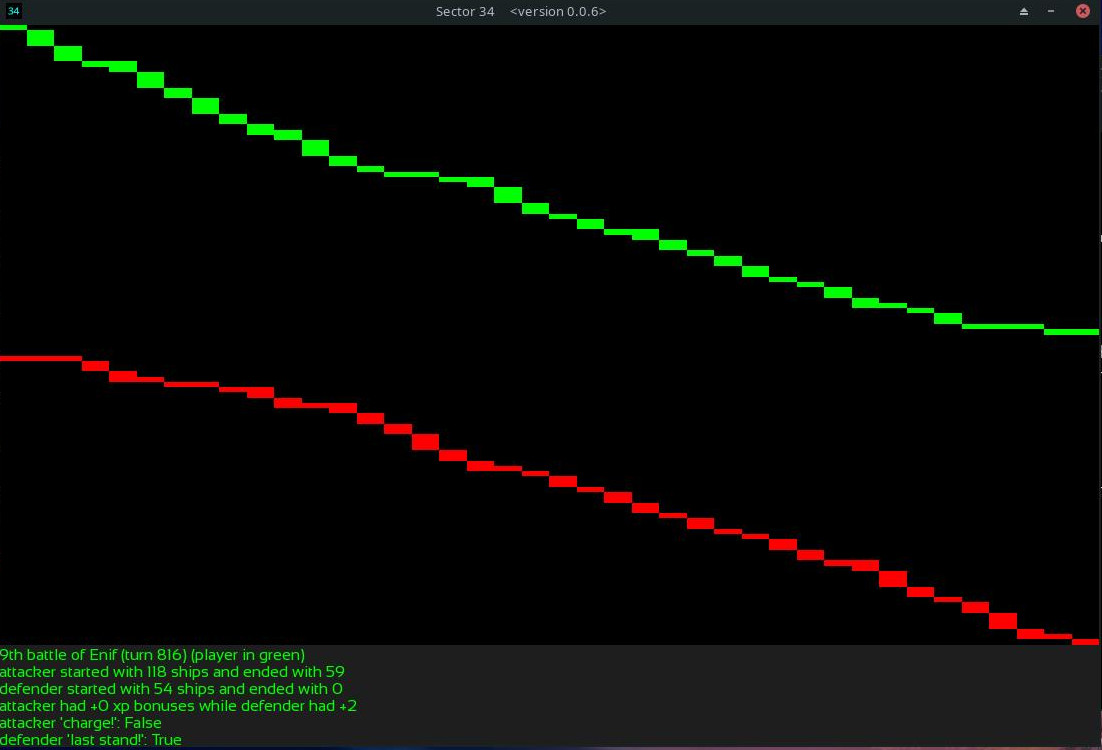 34
Sector 34 <version 0.0.6>
9th battle of Enif (turn 816) (player in green)
attacker started with 118 ships and ended with 59
defender started with 54 ships and ended with 0
attacker had +0 xp bonuses while defender had +2
attacker 'charge!': False
defender 'last stand!': True